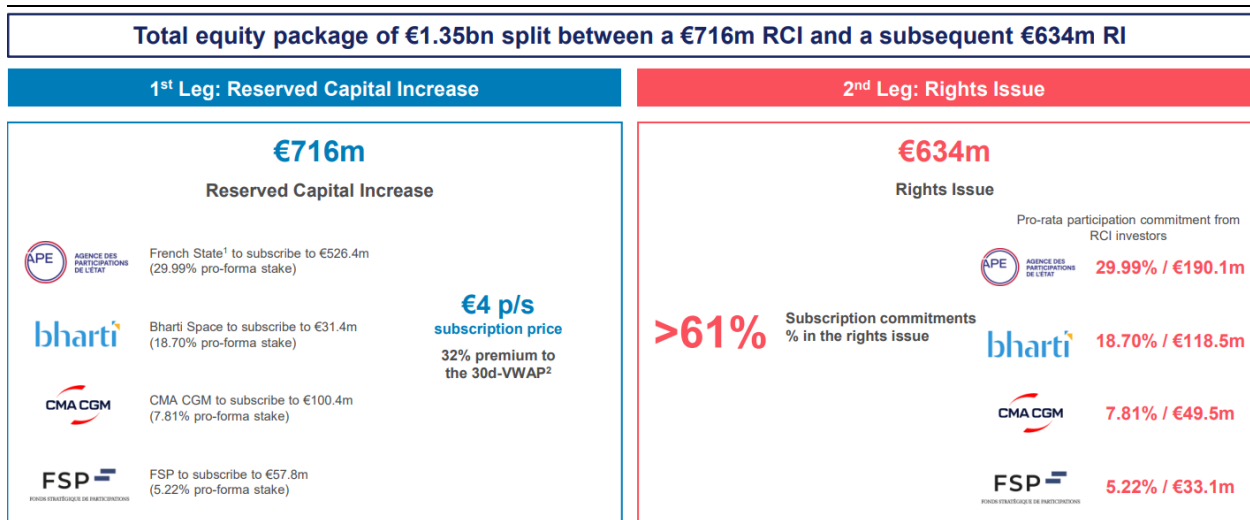 Total equity package of €1.35bn split between a €716m RCI and a subsequent €634m RI
1st Leg: Reserved Capital Increase
€716m
Reserved Capital Increase
APE
AGENCE DES
PARTICIPATIONS
DE L'ÉTAT
French State1 to subscribe to €526.4m
(29.99% pro-forma stake)
bharti
Bharti Space to subscribe to €31.4m
(18.70% pro-forma stake)
CMA CGM
CMA CGM to subscribe to €100.4m
(7.81% pro-forma stake)
FSP
FONDS STRATÉGIQUE DE PARTICIPATIONS
FSP to subscribe to €57.8m
(5.22% pro-forma stake)
€4 p/s
subscription price
32% premium to
the 30d-VWAP2
2nd Leg: Rights Issue
€634m
Rights Issue
>61%
Subscription commitments
% in the rights issue
Pro-rata participation commitment from
RCI investors
APE
AGENCE DES
PARTICIPATIONS
DE L'ÉTAT
29.99% / €190.1m
bharti
18.70% / €118.5m
CMA CGM
7.81% / €49.5m
FSP
FONDS STRATÉGIQUE DE PARTICIPATIONS
5.22% / €33.1m